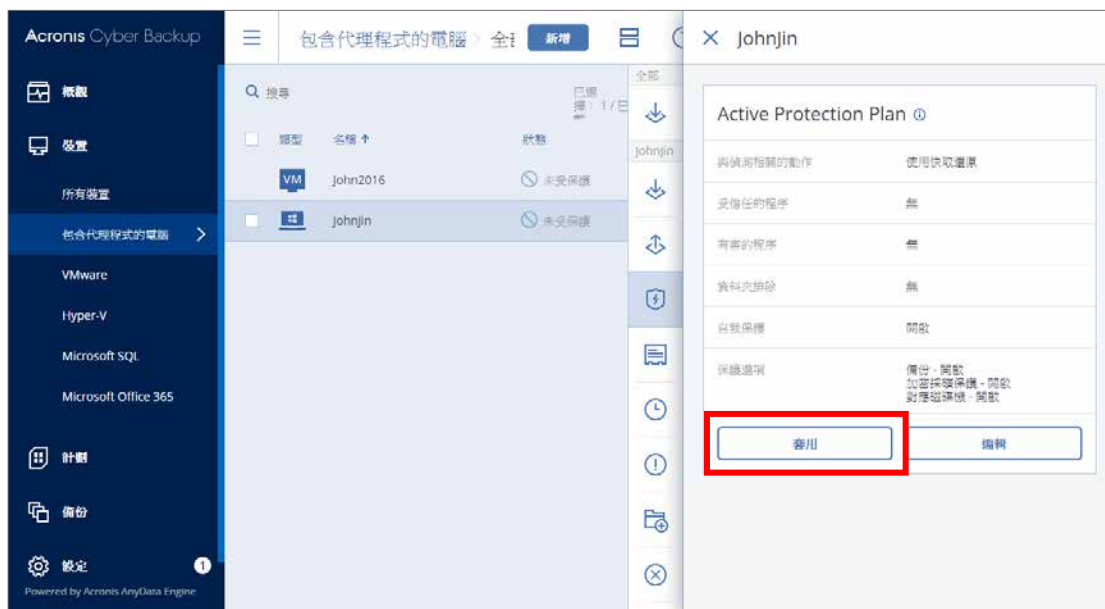 Acronis Cyber Backup
概觀
裝置
所有裝置
包含代理程式的電腦
VMware
Hyper-V
Microsoft SQL
Microsoft Office 365
計劃
備份
設定
1
Powered by Acronis AnyData Engine
包含代理程式的電腦
新增
搜尋
類型 名稱 狀態
VM John2016 未受保護
johnjin 未受保護
全部
johnjin
JohnJin
Active Protection Plan
與偵測相關的動作 使用快取還原
受信任的程序 無
有害的程序 無
資料夾排除 無
自我保護 開啟
保護選項 備份 - 開啟
加密採礦保護 - 開啟
對應磁碟機 - 開啟
套用 編輯